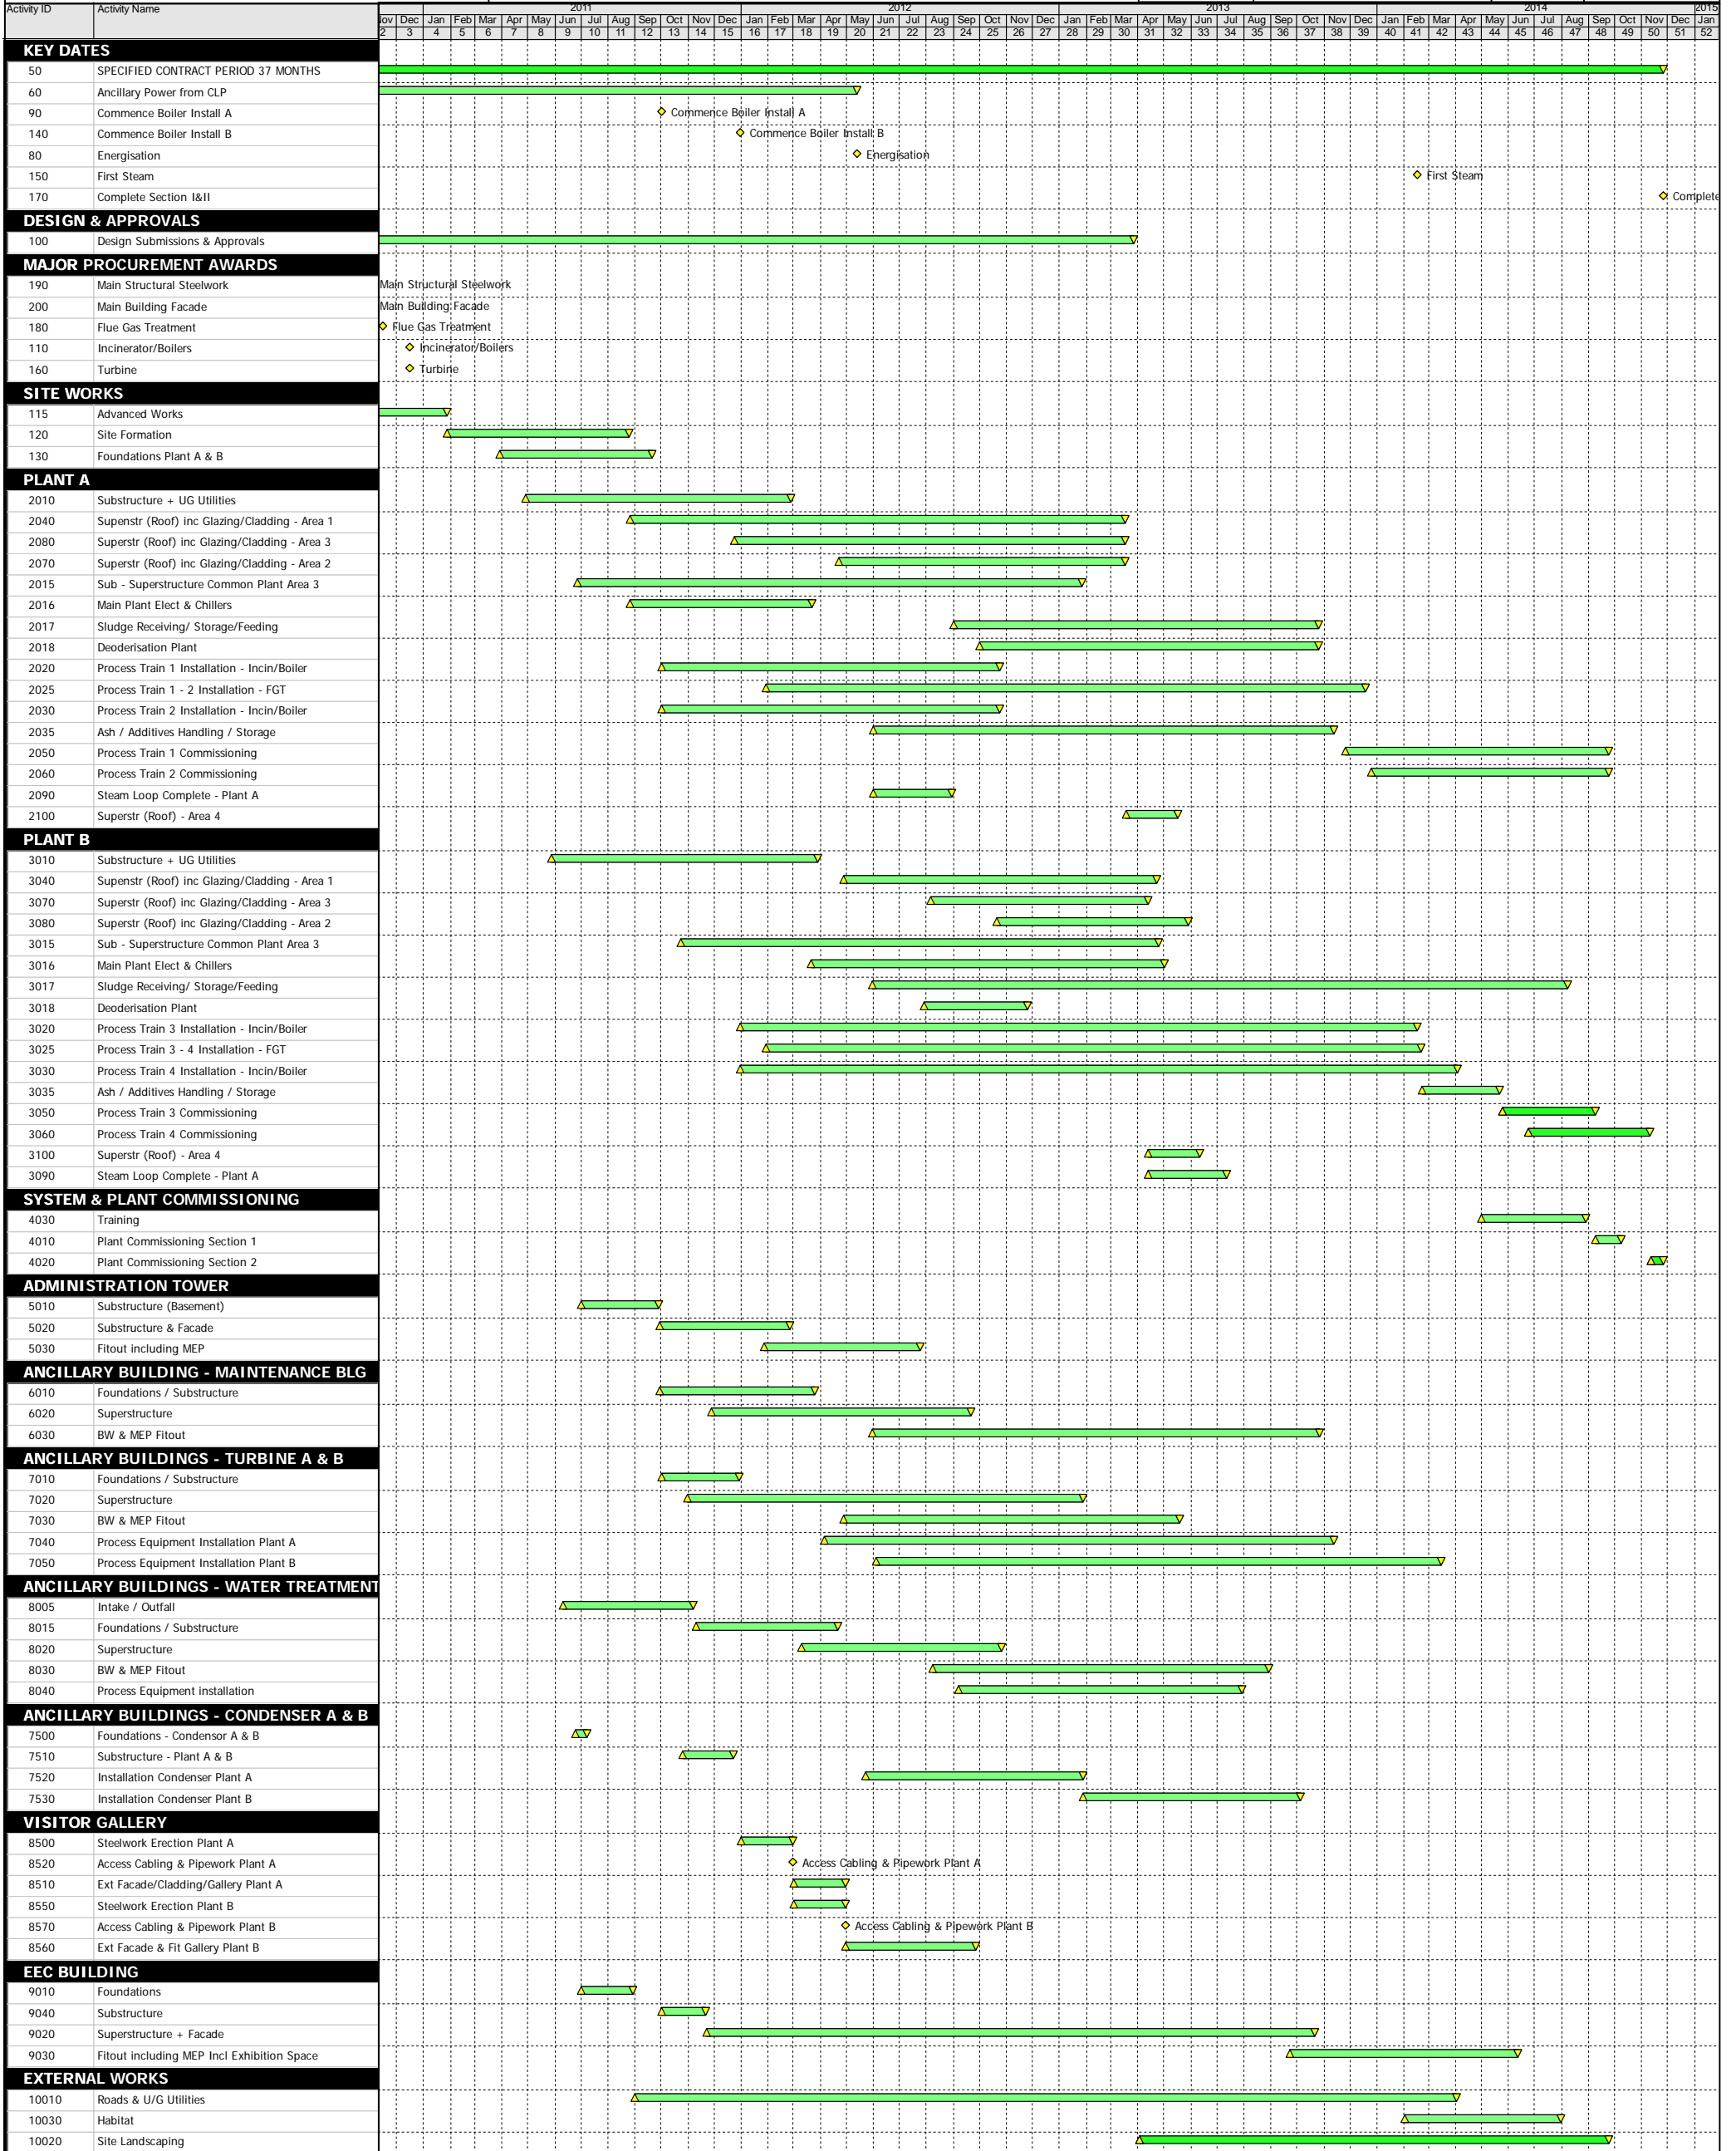 Activity ID Activity Name 2011 2012 2013 2014 2015
Nov Dec Jan Feb Mar Apr May Jun Jul Aug Sep Oct Nov Dec Jan Feb Mar Apr May Jun Jul Aug Sep Oct Nov Dec Jan Feb Mar Apr May Jun Jul Aug Sep Oct Nov Dec Jan Feb Mar Apr May Jun Jul Aug Sep Oct Nov Dec Jan
2 3 4 5 6 7 8 9 10 11 12 13 14 15 16 17 18 19 20 21 22 23 24 25 26 27 28 29 30 31 32 33 34 35 36 37 38 39 40 41 42 43 44 45 46 47 48 49 50 51 52
KEY DATES
50 SPECIFIED CONTRACT PERIOD 37 MONTHS
60 Ancillary Power from CLP
90 Commence Boiler Install A Commence Boiler Install A
140 Commence Boiler Install B Commence Boiler Install B
80 Energisation Energisation
150 First Steam First Steam
170 Complete Section I&II Complete
DESIGN & APPROVALS
100 Design Submissions & Approvals
MAJOR PROCUREMENT AWARDS
190 Main Structural Steelwork Main Structural Steelwork
200 Main Building Facade Main Building Facade
180 Flue Gas Treatment Flue Gas Treatment
110 Incinerator/Boilers Incinerator/Boilers
160 Turbine Turbine
SITE WORKS
115 Advanced Works
120 Site Formation
130 Foundations Plant A & B
PLANT A
2010 Substructure + UG Utilities
2040 Superstr (Roof) inc Glazing/Cladding - Area 1
2080 Superstr (Roof) inc Glazing/Cladding - Area 3
2070 Superstr (Roof) inc Glazing/Cladding - Area 2
2015 Sub - Superstructure Common Plant Area 3
2016 Main Plant Elect & Chillers
2017 Sludge Receiving/ Storage/Feeding
2018 Deoderisation Plant
2020 Process Train 1 Installation - Incin/Boiler
2025 Process Train 1 - 2 Installation - FGT
2030 Process Train 2 Installation - Incin/Boiler
2035 Ash / Additives Handling / Storage
2050 Process Train 1 Commissioning
2060 Process Train 2 Commissioning
2090 Steam Loop Complete - Plant A
2100 Superstr (Roof) - Area 4
PLANT B
3010 Substructure + UG Utilities
3040 Supenstr (Roof) inc Glazing/Cladding - Area 1
3070 Superstr (Roof) inc Glazing/Cladding - Area 3
3080 Superstr (Roof) inc Glazing/Cladding - Area 2
3015 Sub - Superstructure Common Plant Area 3
3016 Main Plant Elect & Chillers
3017 Sludge Receiving/ Storage/Feeding
3018 Deoderisation Plant
3020 Process Train 3 Installation - Incin/Boiler
3025 Process Train 3 - 4 Installation - FGT
3030 Process Train 4 Installation - Incin/Boiler
3035 Ash / Additives Handling / Storage
3050 Process Train 3 Commissioning
3060 Process Train 4 Commissioning
3100 Superstr (Roof) - Area 4
3090 Steam Loop Complete - Plant A
SYSTEM & PLANT COMMISSIONING
4030 Training
4010 Plant Commissioning Section 1
4020 Plant Commissioning Section 2
ADMINISTRATION TOWER
5010 Substructure (Basement)
5020 Substructure & Facade
5030 Fitout including MEP
ANCILLARY BUILDING - MAINTENANCE BLG
6010 Foundations / Substructure
6020 Superstructure
6030 BW & MEP Fitout
ANCILLARY BUILDINGS - TURBINE A & B
7010 Foundations / Substructure
7020 Superstructure
7030 BW & MEP Fitout
7040 Process Equipment Installation Plant A
7050 Process Equipment Installation Plant B
ANCILLARY BUILDINGS - WATER TREATMENT
8005 Intake / Outfall
8015 Foundations / Substructure
8020 Superstructure
8030 BW & MEP Fitout
8040 Process Equipment installation
ANCILLARY BUILDINGS - CONDENSER A & B
7500 Foundations - Condensor A & B
7510 Substructure - Plant A & B
7520 Installation Condenser Plant A
7530 Installation Condenser Plant B
VISITOR GALLERY
8500 Steelwork Erection Plant A
8520 Access Cabling & Pipework Plant A Access Cabling & Pipework Plant A
8510 Ext Facade/Cladding/Gallery Plant A
8550 Steelwork Erection Plant B
8570 Access Cabling & Pipework Plant B Access Cabling & Pipework Plant B
8560 Ext Facade & Fit Gallery Plant B
EEC BUILDING
9010 Foundations
9040 Substructure
9020 Superstructure + Facade
9030 Fitout including MEP Incl Exhibition Space
EXTERNAL WORKS
10010 Roads & U/G Utilities
10030 Habitat
10020 Site Landscaping